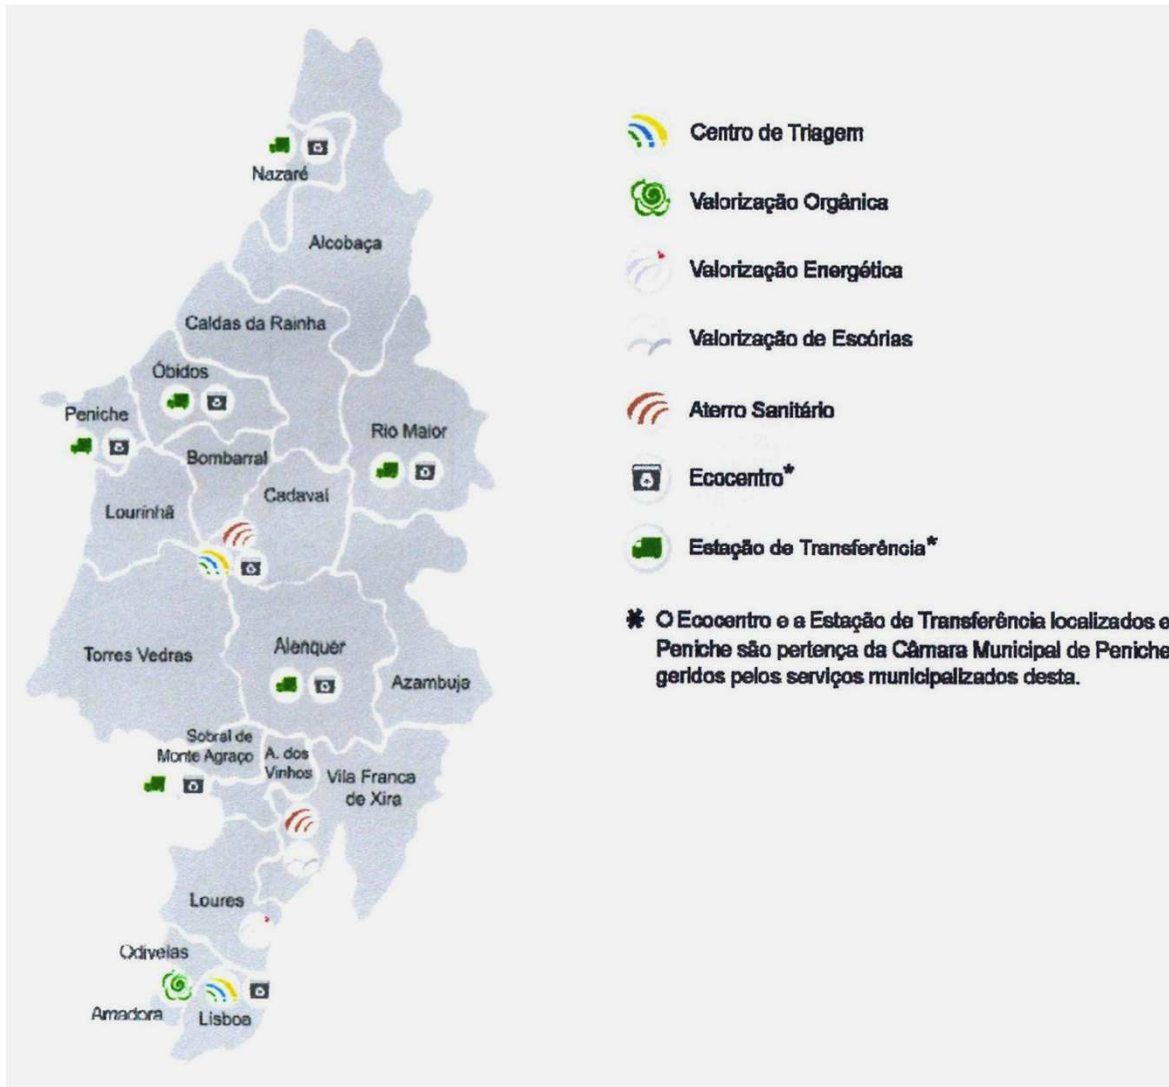 Nazaré
Alcobaça
Caldas da Rainha
Óbidos
Peniche
Rio Maior
Bombarral
Cadaval
Lourinhã
Torres Vedras
Alenquer
Azambuja
Sobral de
Monte Agraço
A. dos
Vinhos
Vila Franca
de Xira
Loures
Odivelas
Amadora
Lisboa
Centro de Triagem
Valorização Orgânica
Valorização Energética
Valorização de Escórias
Aterro Sanitário
Ecocentro*
Estação de Transferência*
* O Ecocentro e a Estação de Transferência localizados e
Peniche são pertença da Câmara Municipal de Peniche
geridos pelos serviços municipalizados desta.